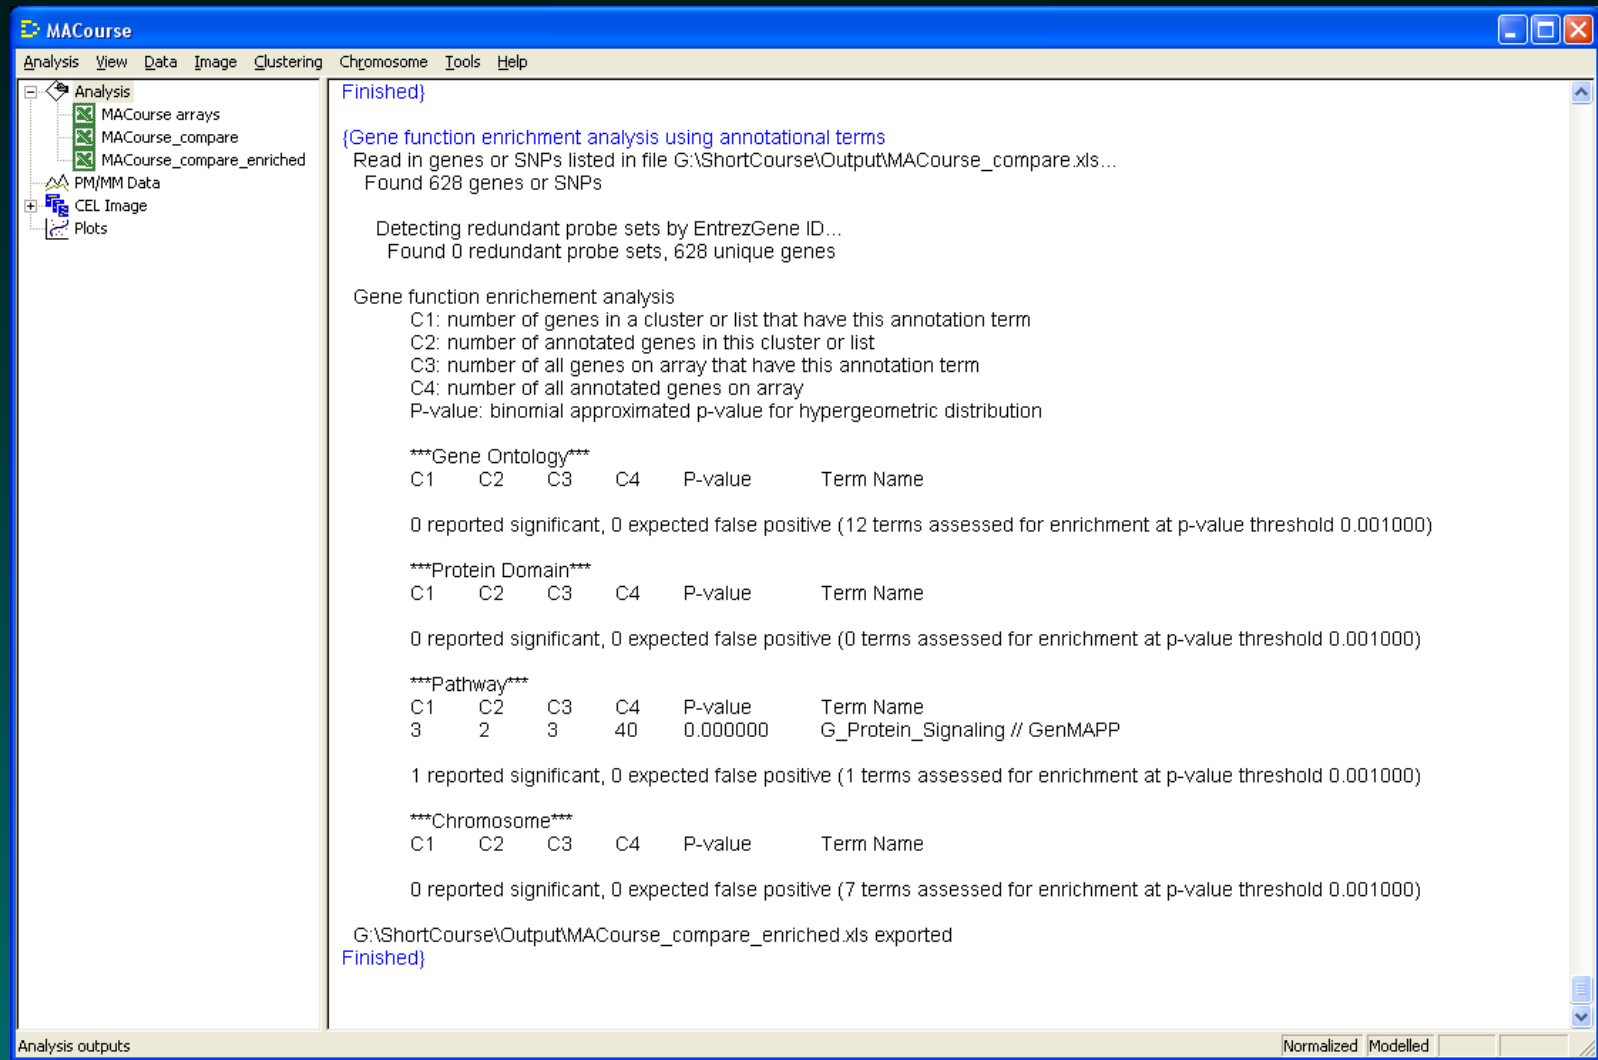 MACourse
Analysis View Data Image Clustering Chromosome Tools Help
Analysis
MACourse arrays
MACourse_compare
MACourse_compare_enriched
PM/MM Data
CEL Image
Plots
Finished}
{Gene function enrichment analysis using annotational terms
Read in genes or SNPs listed in file G:\ShortCourse\Output\MACourse_compare.xls...
Found 628 genes or SNPs
Detecting redundant probe sets by EntrezGene ID...
Found 0 redundant probe sets, 628 unique genes
Gene function enrichement analysis
C1: number of genes in a cluster or list that have this annotation term
C2: number of annotated genes in this cluster or list
C3: number of all genes on array that have this annotation term
C4: number of all annotated genes on array
P-value: binomial approximated p-value for hypergeometric distribution
***Gene Ontology***
C1 C2 C3 C4 P-value Term Name
0 reported significant, 0 expected false positive (12 terms assessed for enrichment at p-value threshold 0.001000)
***Protein Domain***
C1 C2 C3 C4 P-value Term Name
0 reported significant, 0 expected false positive (0 terms assessed for enrichment at p-value threshold 0.001000)
***Pathway***
C1 C2 C3 C4 P-value Term Name
3 2 3 40 0.000000 G_Protein_Signaling // GenMAPP
1 reported significant, 0 expected false positive (1 terms assessed for enrichment at p-value threshold 0.001000)
***Chromosome***
C1 C2 C3 C4 P-value Term Name
0 reported significant, 0 expected false positive (7 terms assessed for enrichment at p-value threshold 0.001000)
G:\ShortCourse\Output\MACourse_compare_enriched.xls exported
Finished}
Analysis outputs
Normalized Modelled